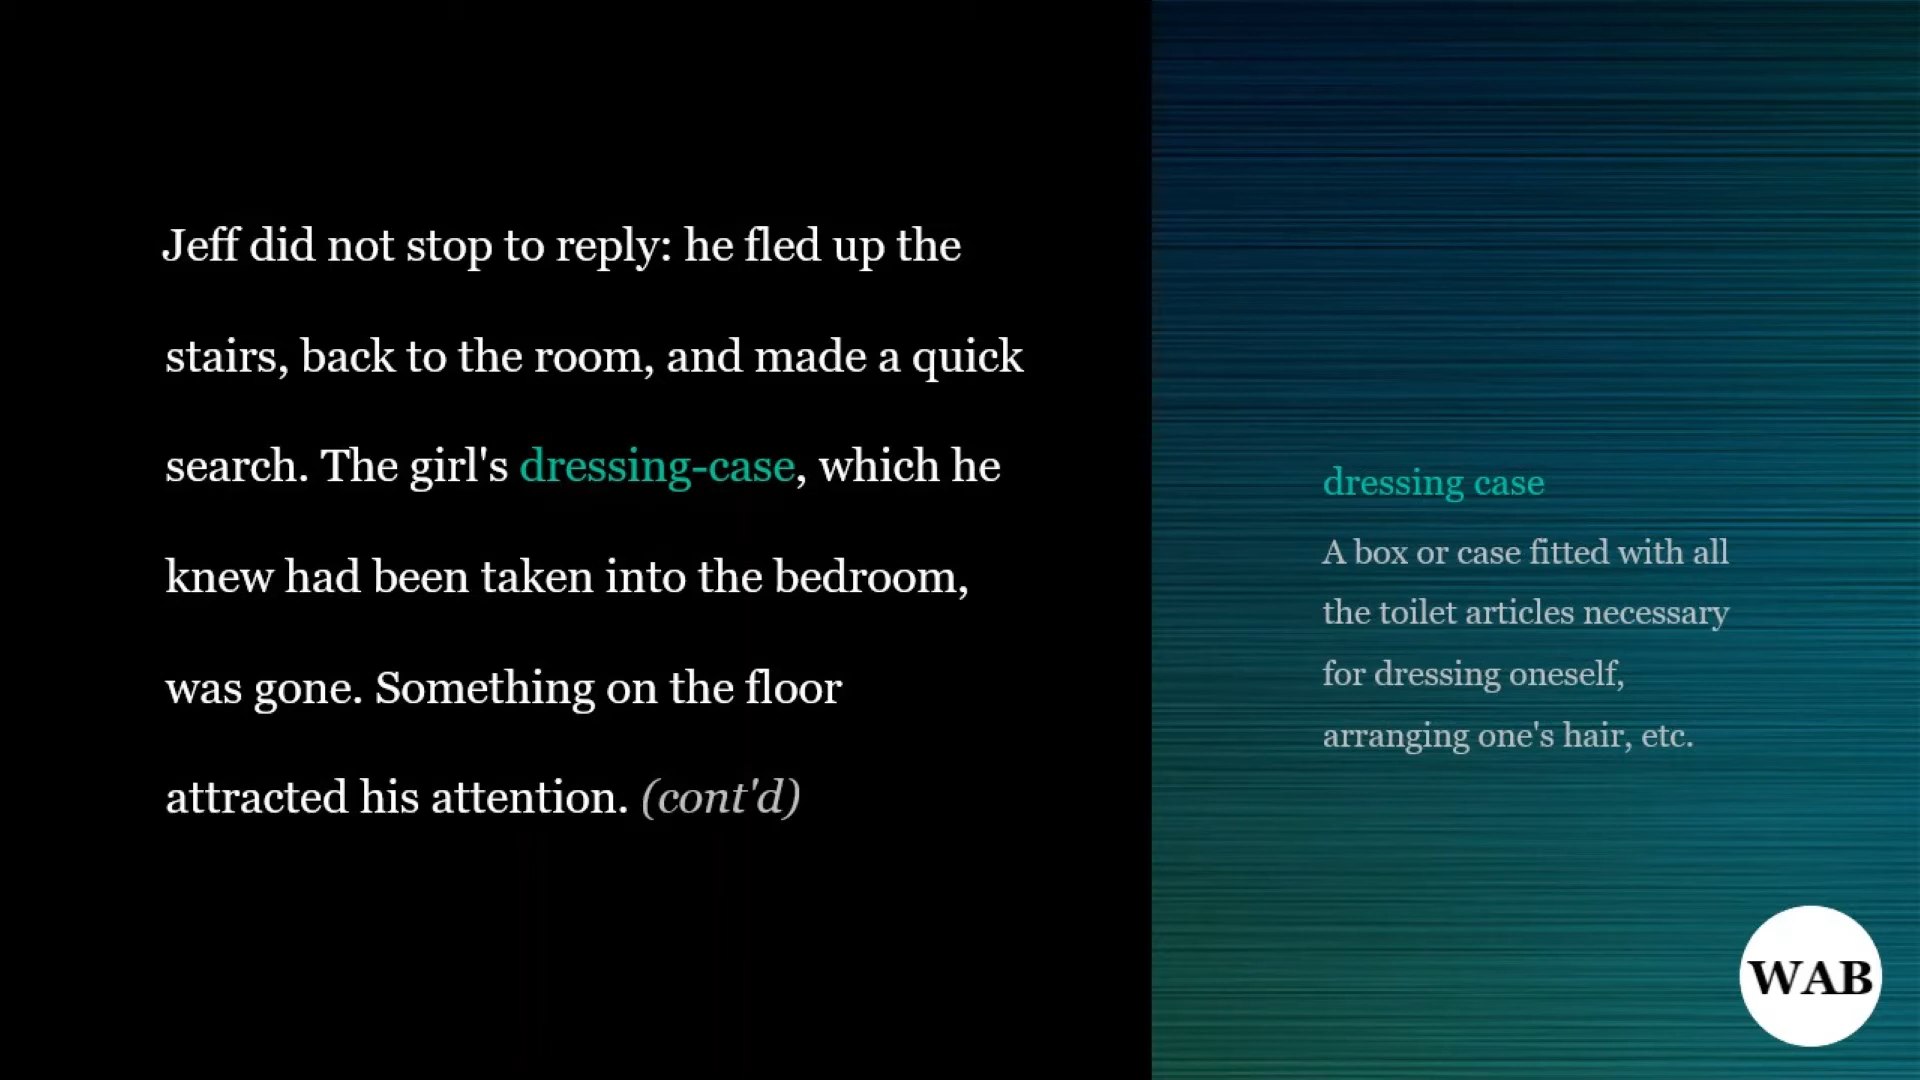 Jeff did not stop to reply: he fled up the
stairs, back to the room, and made a quick
search. The girl's dressing-case, which he
knew had been taken into the bedroom,
was gone. Something on the floor
attracted his attention. (cont'd)
dressing case
A box or case fitted with all
the toilet articles necessary
for dressing oneself,
arranging one's hair, etc.
WAB